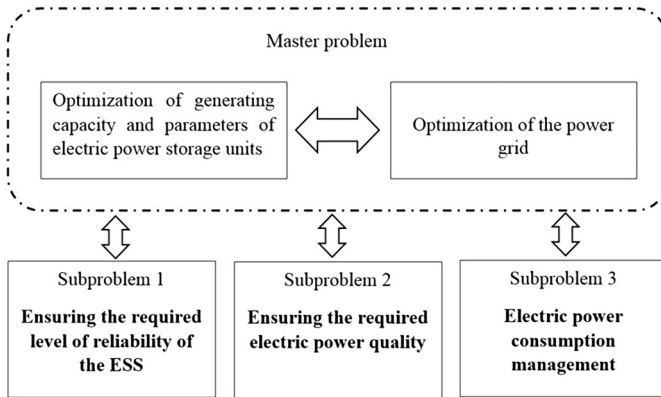 Master problem
Optimization of generating
capacity and parameters of
electric power storage units
Optimization of the power
grid
Subproblem 1
Ensuring the required
level of reliability of
the ESS
Subproblem 2
Ensuring the required
electric power quality
Subproblem 3
Electric power
consumption
management